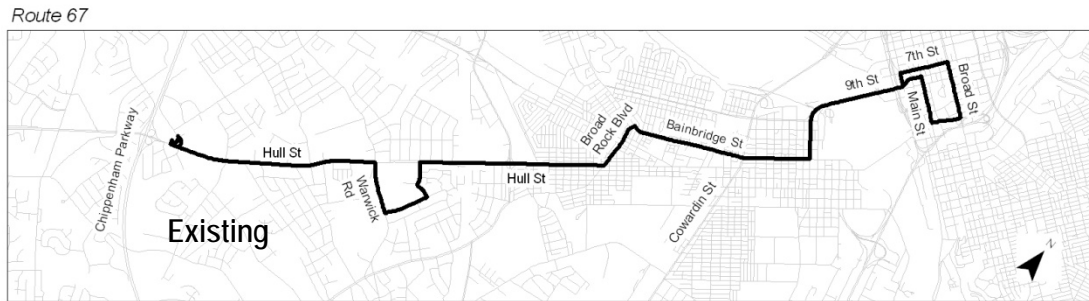 Route 67
7th St
9th St
Broad St
Main St
Broad
Rock Blvd
Bainbridge St
Chippenham Parkway
Hull St
Hull St
Warwick
Rd
Cowardin St
Existing
N